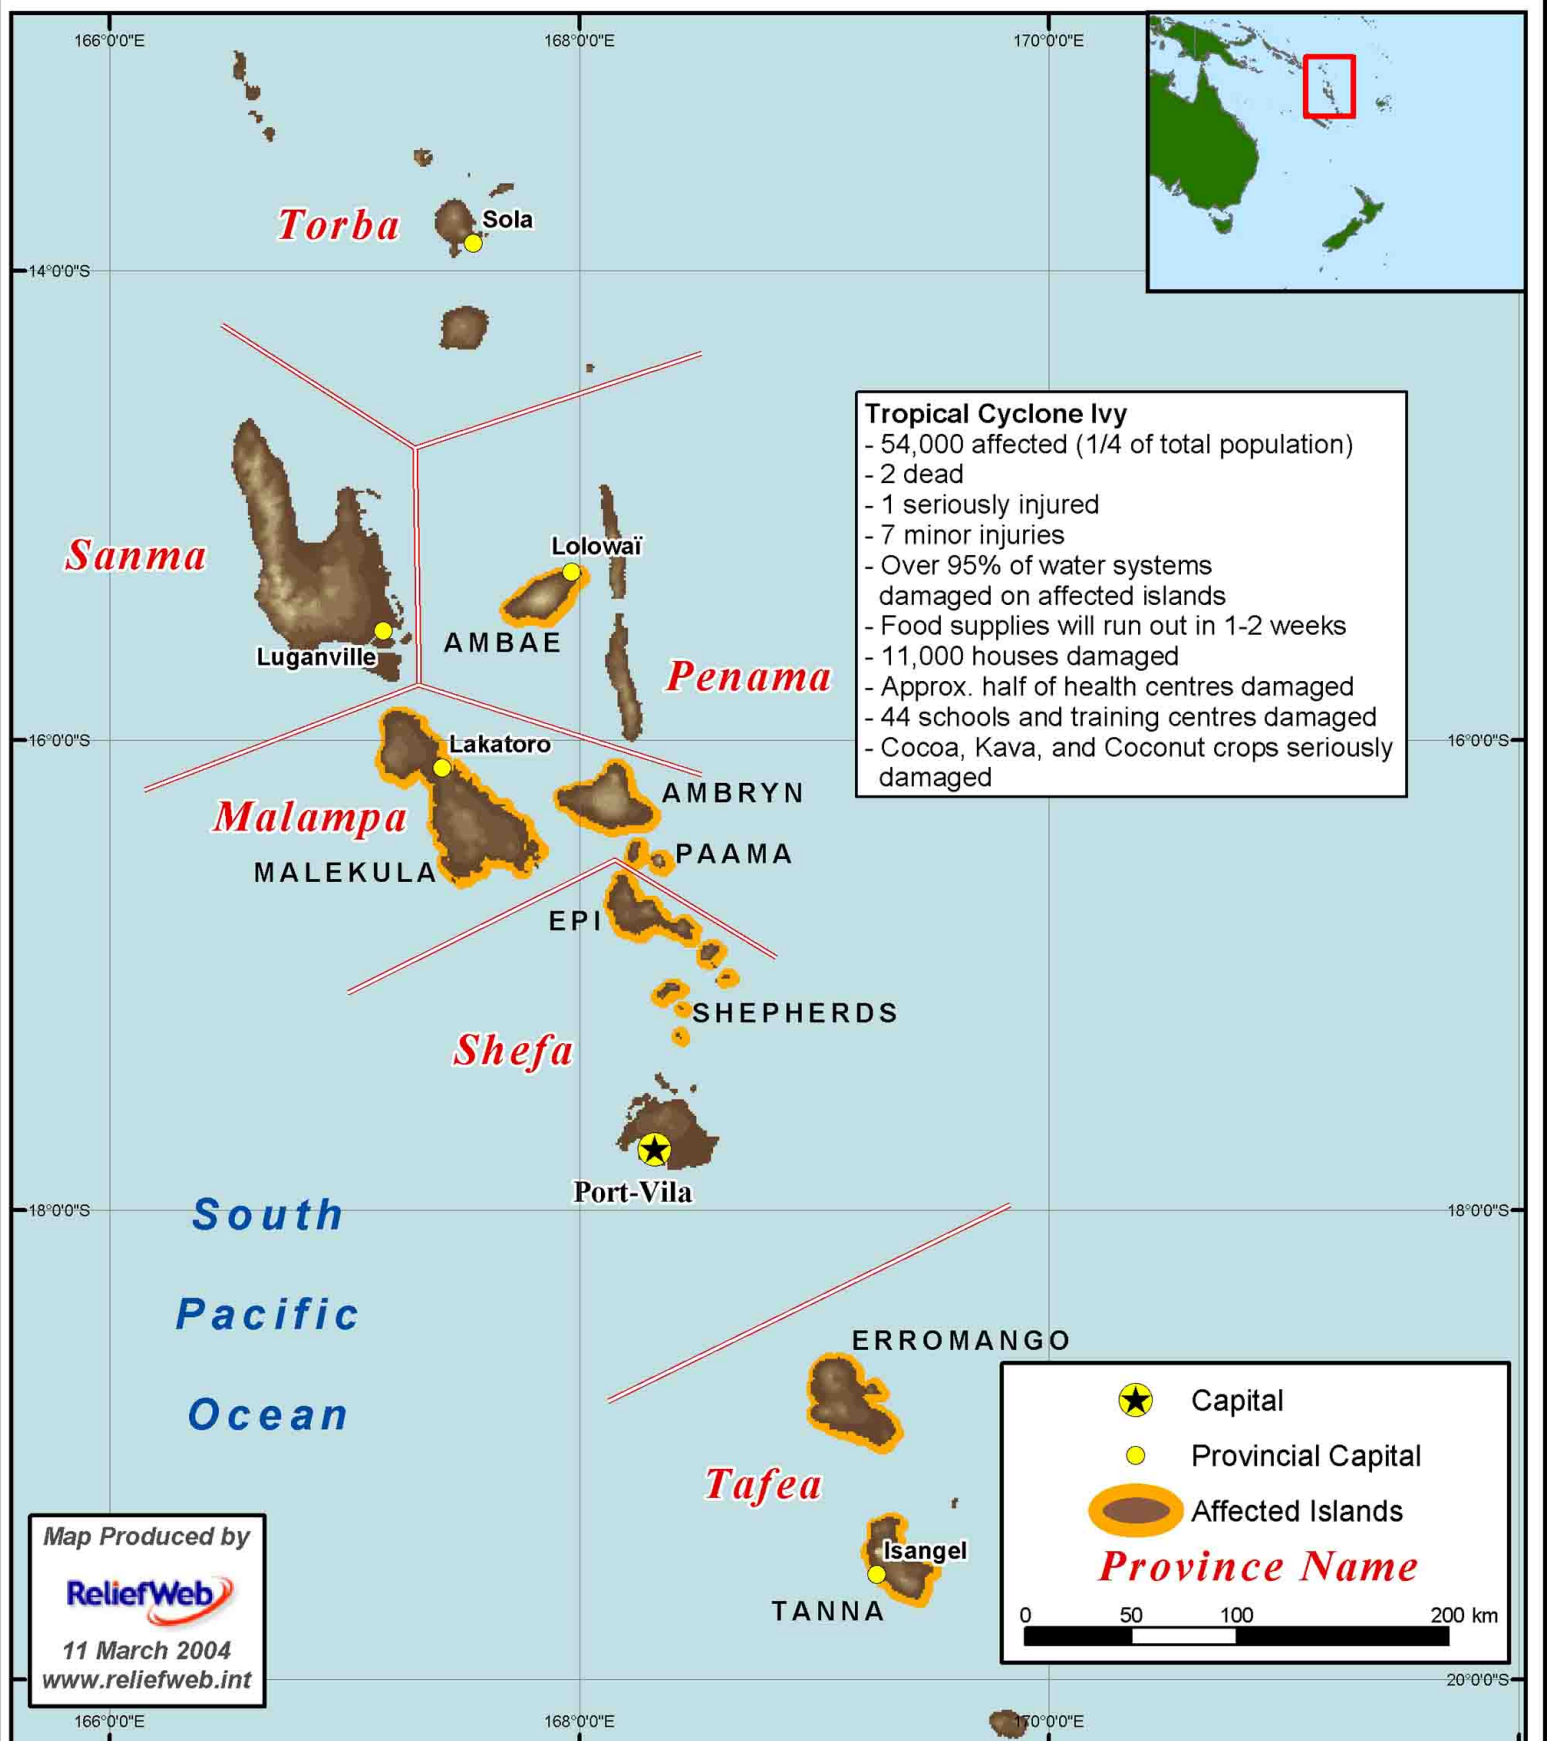 166°0'0"E
168°0'0"E
170°0'0"E
Torba
Sola
14°0'0"S
Tropical Cyclone Ivy
- 54,000 affected (1/4 of total population)
- 2 dead
- 1 seriously injured
- 7 minor injuries
- Over 95% of water systems
damaged on affected islands
- Food supplies will run out in 1-2 weeks
- 11,000 houses damaged
- Approx. half of health centres damaged
- 44 schools and training centres damaged
- Cocoa, Kava, and Coconut crops seriously
damaged
Sanma
Lolowaï
AMBAE
Luganville
Penama
16°0'0"S
16°0'0"S
Lakatoro
AMBRYN
Malampa
PAAMA
MALEKULA
EPI
SHEPHERDS
Shefa
Port-Vila
18°0'0"S
18°0'0"S
South
Pacific
Ocean
ERROMANGO
Tafea
Isangel
TANNA
Capital
Provincial Capital
Affected Islands
Province Name
0 50 100 200 km
Map Produced by
ReliefWeb
11 March 2004
www.reliefweb.int
20°0'0"S
166°0'0"E
168°0'0"E
170°0'0"E